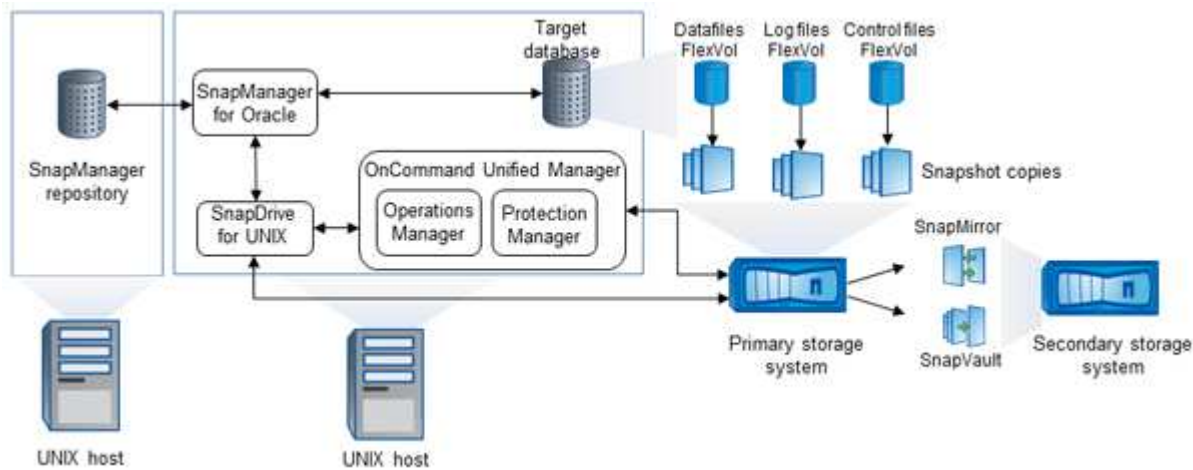 Target
database
Datafiles
FlexVol
Log files
FlexVol
Control files
FlexVol
SnapManager
for Oracle
SnapManager
repository
OnCommand Unified Manager
Operations
Manager
Protection
Manager
SnapDrive
for UNIX
Snapshot copies
SnapMirror
SnapVault
Primary storage
system
Secondary storage
system
UNIX host
UNIX host